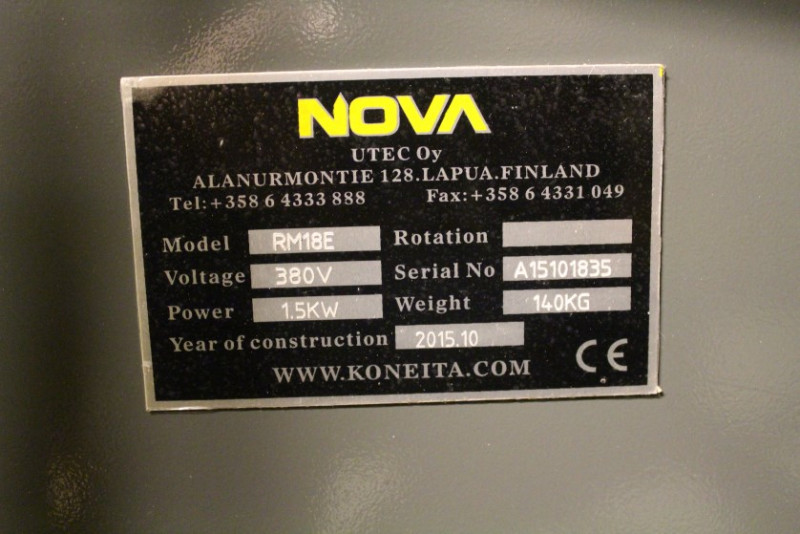 NOVA
UTEC Oy
ALANURMONTIE 128.LAPUA.FINLAND
Tel:+358 6 4333 888 Fax:+358 6 4331 049
Model RM18E Rotation
Voltage 380V Serial No A15101835
Power 1.5KW Weight 140KG
Year of construction 2015.10
WWW.KONEITA.COM CE